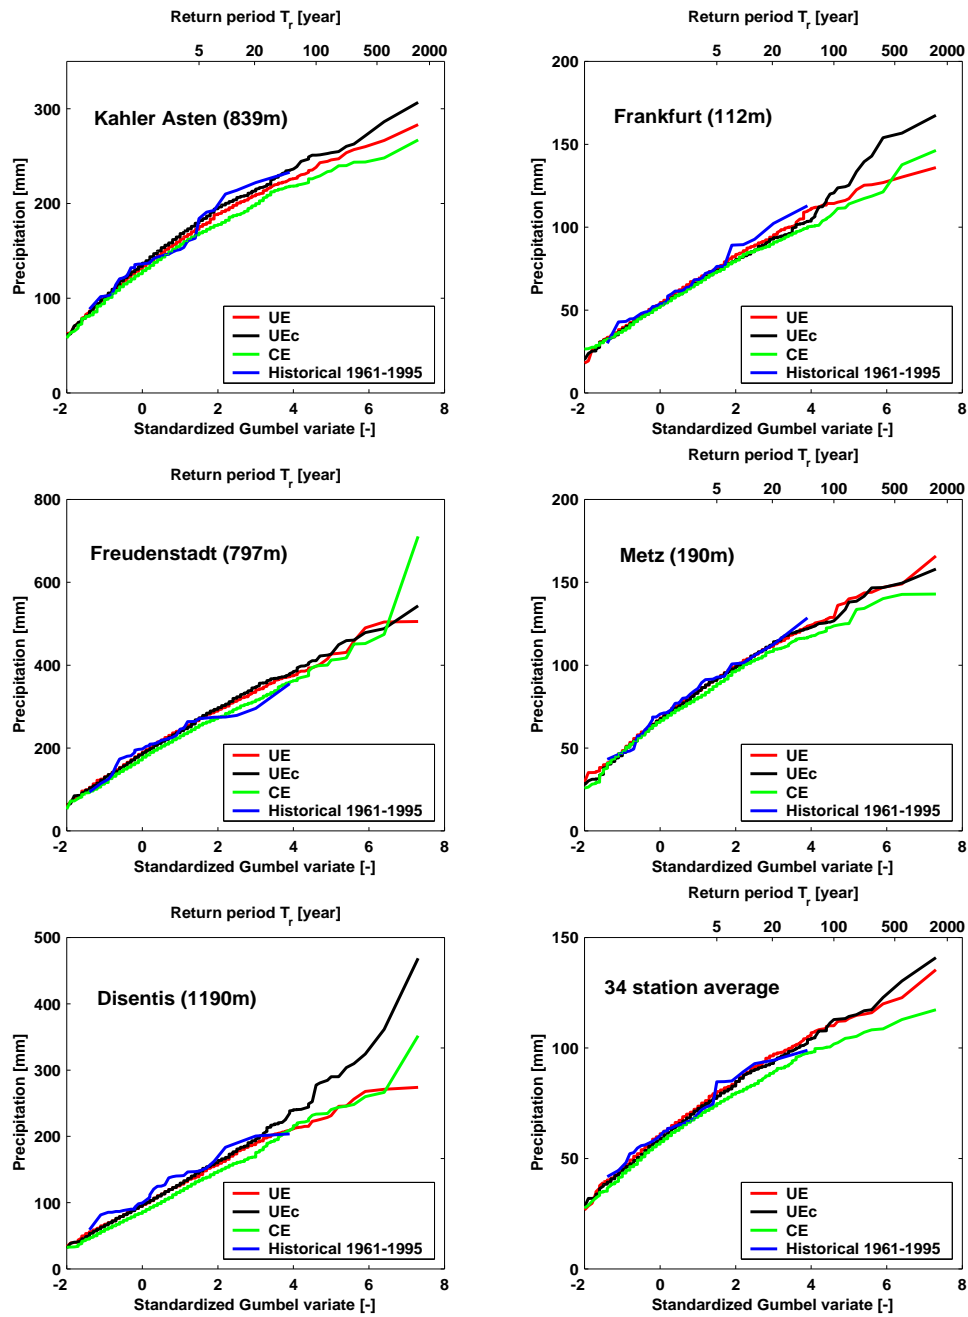 Return period T_r [year]
5 20 100 500 2000
300
200
100
0
Precipitation [mm]
Kahler Asten (839m)
UE
UEc
CE
Historical 1961-1995
-2 0 2 4 6 8
Standardized Gumbel variate [-]
Return period T_r [year]
5 20 100 500 2000
200
150
100
50
0
Precipitation [mm]
Frankfurt (112m)
UE
UEc
CE
Historical 1961-1995
-2 0 2 4 6 8
Standardized Gumbel variate [-]
Return period T_r [year]
800
600
400
200
0
Precipitation [mm]
Freudenstadt (797m)
UE
UEc
CE
Historical 1961-1995
-2 0 2 4 6 8
Standardized Gumbel variate [-]
Return period T_r [year]
5 20 100 500 2000
200
150
100
50
0
Precipitation [mm]
Metz (190m)
UE
UEc
CE
Historical 1961-1995
-2 0 2 4 6 8
Standardized Gumbel variate [-]
Return period T_r [year]
500
400
300
200
100
0
Precipitation [mm]
Disentis (1190m)
UE
UEc
CE
Historical 1961-1995
-2 0 2 4 6 8
Standardized Gumbel variate [-]
Return period T_r [year]
5 20 100 500 2000
150
100
50
0
Precipitation [mm]
34 station average
UE
UEc
CE
Historical 1961-1995
-2 0 2 4 6 8
Standardized Gumbel variate [-]